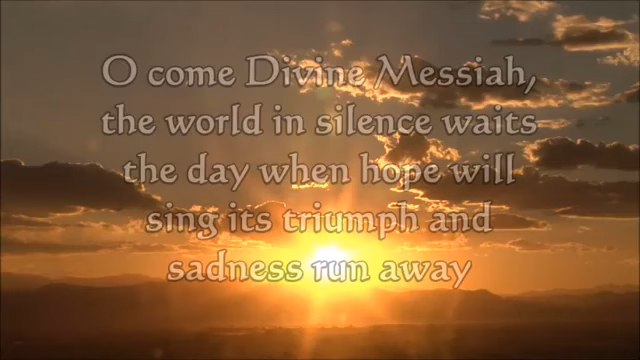 O come Divine Messiah,
the world in silence waits
the day when hope will
sing its triumph and
sadness run away